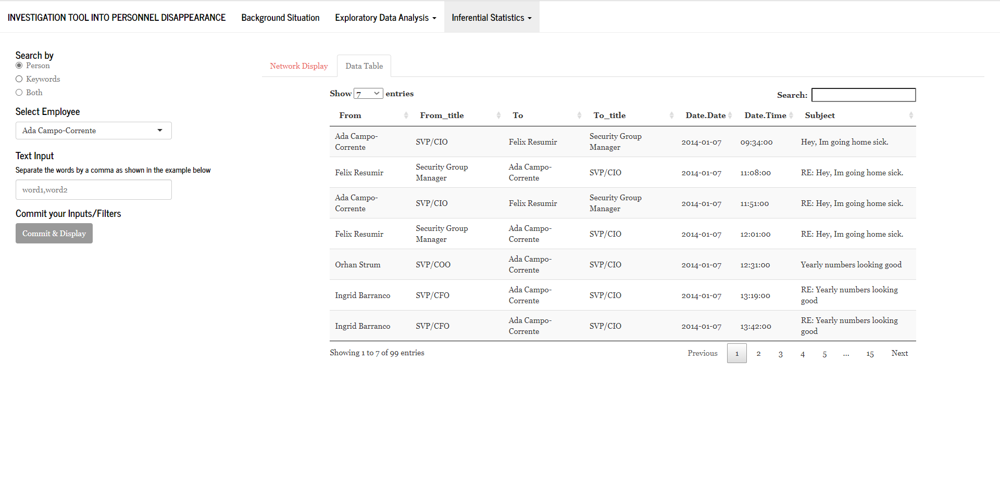 INVESTIGATION TOOL INTO PERSONNEL DISAPPEARANCE Background Situation Exploratory Data Analysis Inferential Statistics
Search by
Person
Keywords
Both
Select Employee
Ada Campo-Corrente
Text Input
Separate the words by a comma as shown in the example below
word1,word2
Commit your Inputs/Filters
Commit & Display
Network Display Data Table
Show 7 entries Search:
From From_title To To_title Date.Date Date.Time Subject
Ada Campo-
Corrente SVP/CIO Felix Resumir Security Group
Manager 2014-01-07 09:34:00 Hey, Im going home sick.
Felix Resumir Security Group
Manager Ada Campo-
Corrente SVP/CIO 2014-01-07 11:08:00 RE: Hey, Im going home sick.
Ada Campo-
Corrente SVP/CIO Felix Resumir Security Group
Manager 2014-01-07 11:51:00 RE: Hey, Im going home sick.
Felix Resumir Security Group
Manager Ada Campo-
Corrente SVP/CIO 2014-01-07 12:01:00 RE: Hey, Im going home sick.
Orhan Strum SVP/COO Ada Campo-
Corrente SVP/CIO 2014-01-07 12:31:00 Yearly numbers looking good
Ingrid Barranco SVP/CFO Ada Campo-
Corrente SVP/CIO 2014-01-07 13:19:00 RE: Yearly numbers looking
good
Ingrid Barranco SVP/CFO Ada Campo-
Corrente SVP/CIO 2014-01-07 13:42:00 RE: Yearly numbers looking
good
Showing 1 to 7 of 99 entries Previous 1 2 3 4 5 ... 15 Next